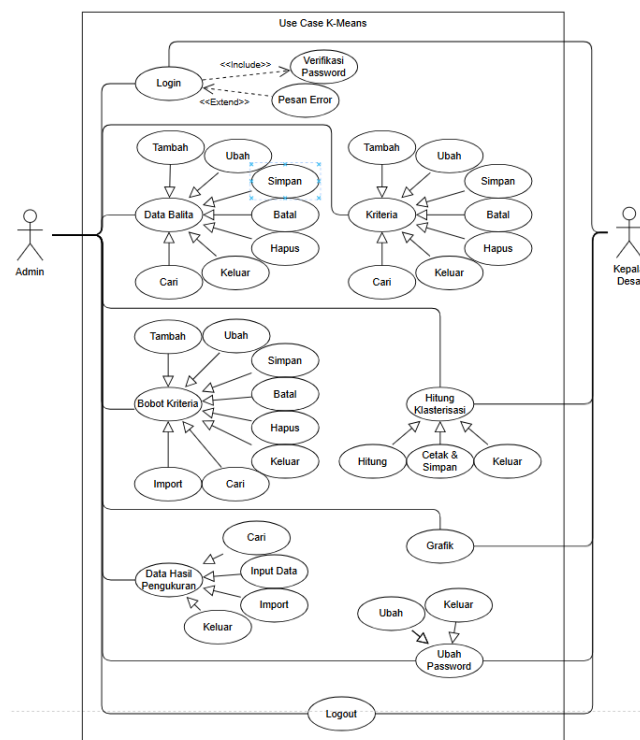 Use Case K-Means
<<Include>>
Verifikasi
Password
Login
<<Extend>>
Pesan Error
Tambah
Ubah
Simpan
Data Balita
Batal
Hapus
Keluar
Cari
Tambah
Ubah
Simpan
Kriteria
Batal
Hapus
Keluar
Cari
Admin
Kepala
Desa
Tambah
Ubah
Simpan
Batal
Bobot Kriteria
Hapus
Keluar
Import
Cari
Hitung
Klasterisasi
Hitung
Cetak &
Simpan
Keluar
Grafik
Cari
Data Hasil
Pengukuran
Input Data
Import
Keluar
Ubah
Keluar
Ubah
Password
Logout